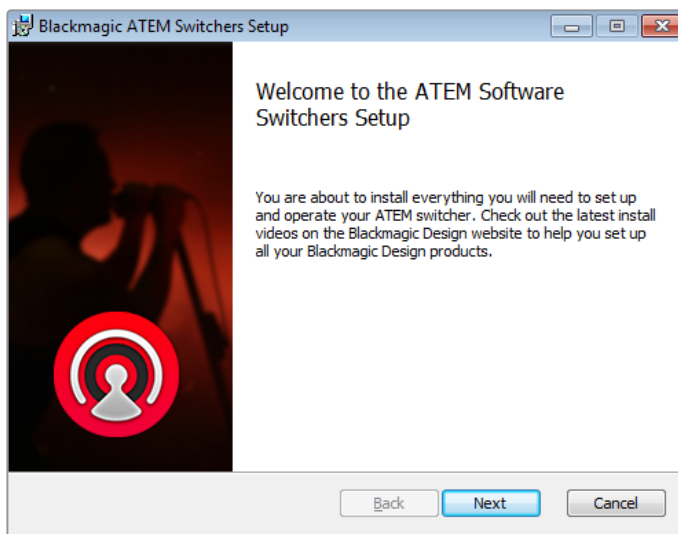 Blackmagic ATEM Switchers Setup
Welcome to the ATEM Software
Switchers Setup
You are about to install everything you will need to set up
and operate your ATEM switcher. Check out the latest install
videos on the Blackmagic Design website to help you set up
all your Blackmagic Design products.
Back Next Cancel